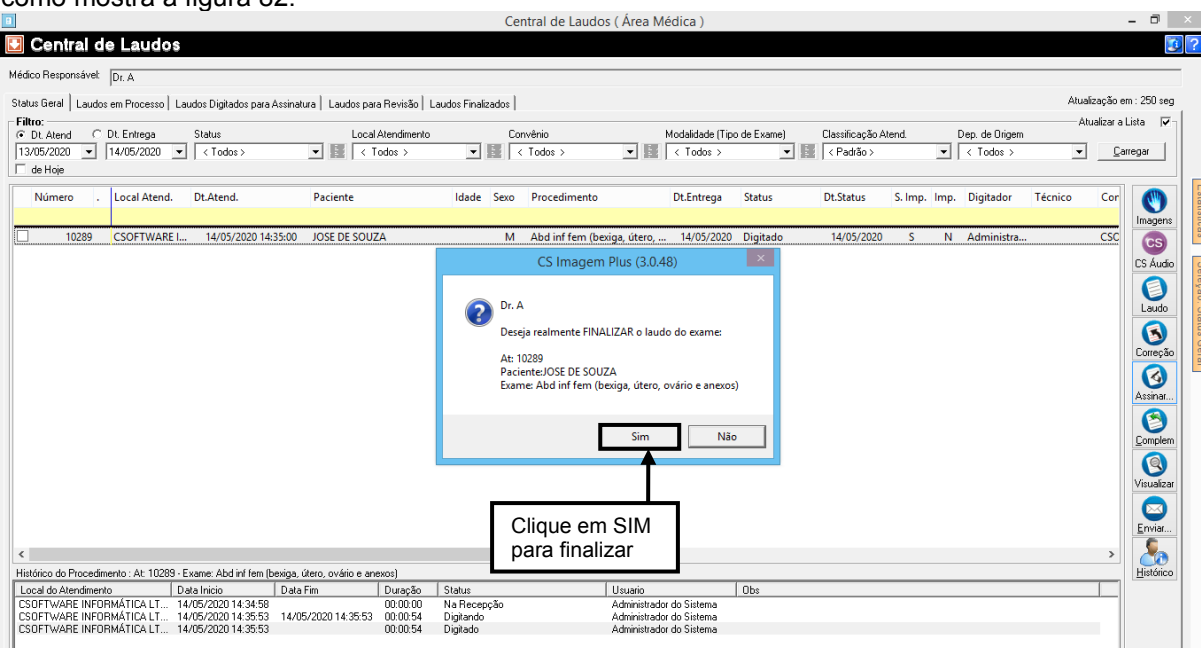 como mostra a figura 82.
Central de Laudos ( Área Médica )
Central de Laudos
Médico Responsável: Dr. A
Status Geral Laudos em Processo Laudos Digitados para Assinatura Laudos para Revisão Laudos Finalizados Atualização em : 250 seg
Filtro: Atualizar a Lista
Dt. Atend Dt. Entrega Status Local Atendimento Convênio Modalidade (Tipo de Exame) Classificação Atend. Dep. de Origem
13/05/2020 14/05/2020 < Todos > < Todos > < Todos > < Todos > < Padrão > < Todos > Carregar
de Hoje
Número . Local Atend. Dt.Atend. Paciente Idade Sexo Procedimento Dt.Entrega Status Dt.Status S. Imp. Imp. Digitador Técnico Cor
10289 CSOFTWARE I... 14/05/2020 14:35:00 JOSE DE SOUZA M Abd inf fem (bexiga, útero, ... 14/05/2020 Digitado 14/05/2020 S N Administra... CSC
Imagens
CS
CS Áudio
Laudo
Correção
Assinar...
Complem
Visualizar
Enviar...
Histórico
CS Imagem Plus (3.0.48)
Dr. A
Deseja realmente FINALIZAR o laudo do exame:
At: 10289
Paciente:JOSE DE SOUZA
Exame: Abd inf fem (bexiga, útero, ovário e anexos)
Sim Não
Clique em SIM
para finalizar
Histórico do Procedimento : At: 10289 - Exame: Abd inf fem (bexiga, útero, ovário e anexos)
Local do Atendimento Data Inicio Data Fim Duração Status Usuario Obs
CSOFTWARE INFORMÁTICA LT... 14/05/2020 14:34:58 00:00:00 Na Recepção Administrador do Sistema
CSOFTWARE INFORMÁTICA LT... 14/05/2020 14:35:53 14/05/2020 14:35:53 00:00:54 Digitando Administrador do Sistema
CSOFTWARE INFORMÁTICA LT... 14/05/2020 14:35:53 00:00:54 Digitado Administrador do Sistema